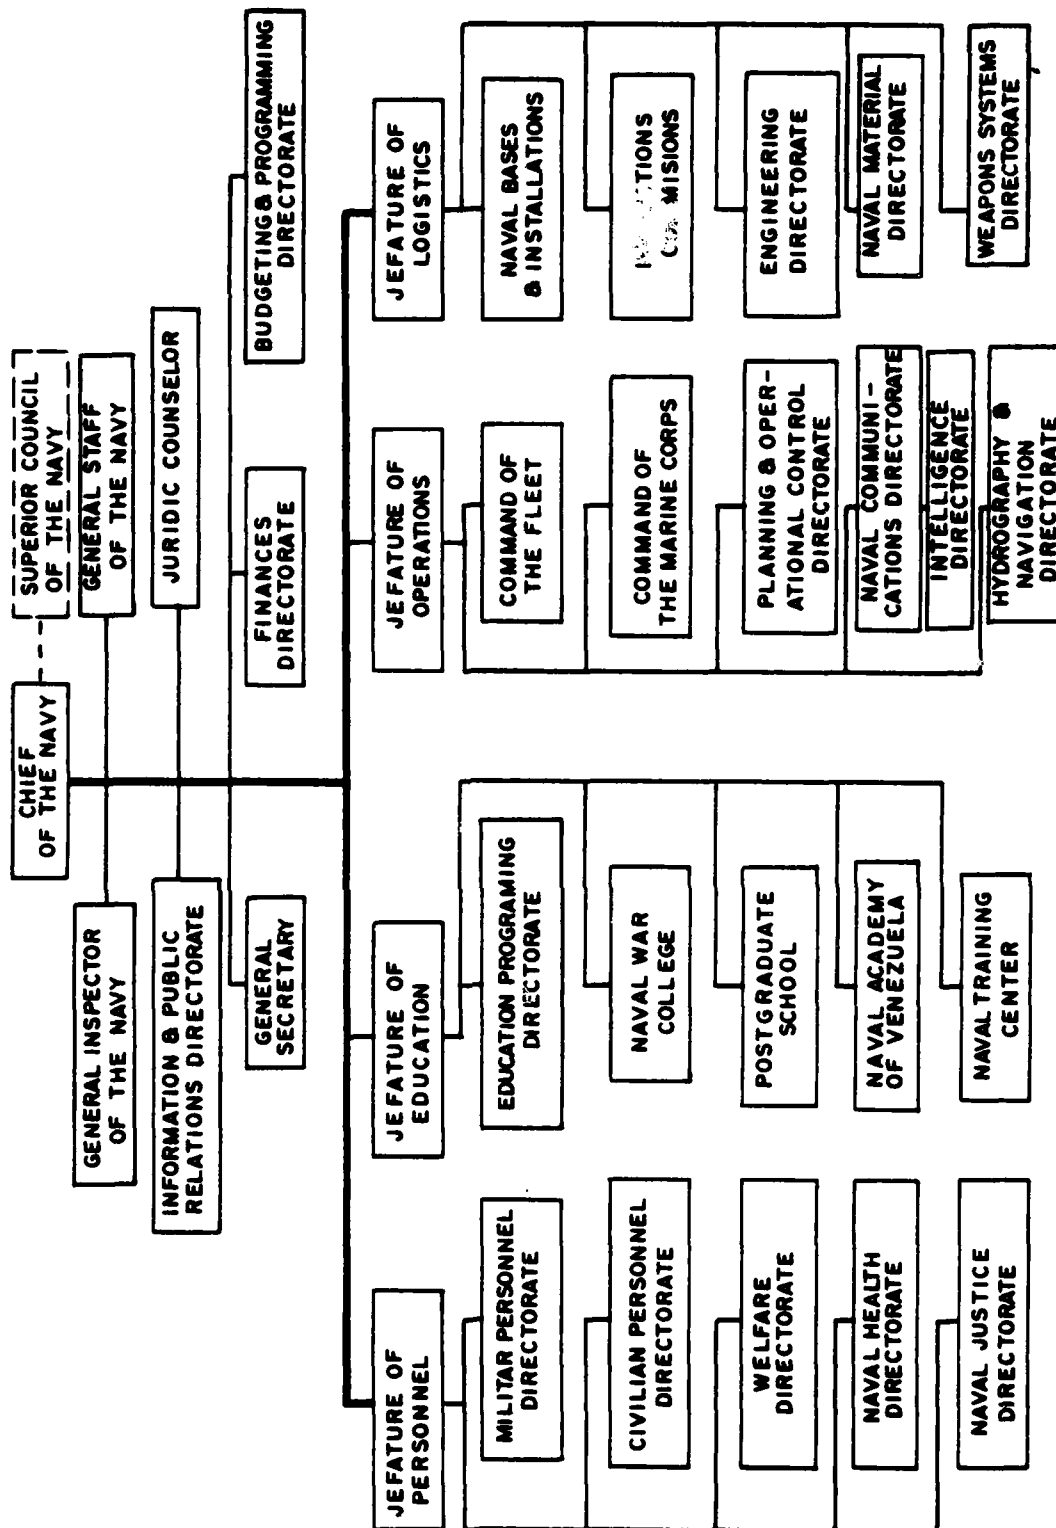 CHIEF
OF THE NAVY
SUPERIOR COUNCIL
OF THE NAVY
GENERAL INSPECTOR
OF THE NAVY
GENERAL STAFF
OF THE NAVY
INFORMATION & PUBLIC
RELATIONS DIRECTORATE
JURIDIC COUNSELOR
GENERAL
SECRETARY
FINANCES
DIRECTORATE
BUDGETING & PROGRAMMING
DIRECTORATE
JEFATURE OF
PERSONNEL
MILITAR PERSONNEL
DIRECTORATE
CIVILIAN PERSONNEL
DIRECTORATE
WELFARE
DIRECTORATE
NAVAL HEALTH
DIRECTORATE
NAVAL JUSTICE
DIRECTORATE
JEFATURE OF
EDUCATION
EDUCATION PROGRAMING
DIRECTORATE
NAVAL WAR
COLLEGE
POSTGRADUATE
SCHOOL
NAVAL ACADEMY
OF VENEZUELA
NAVAL TRAINING
CENTER
JEFATURE OF
OPERATIONS
COMMAND OF
THE FLEET
COMMAND OF
THE MARINE CORPS
PLANNING & OPER-
ATIONAL CONTROL
DIRECTORATE
NAVAL COMMUNI-
CATIONS DIRECTORATE
INTELLIGENCE
DIRECTORATE
HYDROGRAPHY &
NAVIGATION
DIRECTORATE
JEFATURE OF
LOGISTICS
NAVAL BASES
& INSTALLATIONS
ENGINEERING
DIRECTORATE
NAVAL MATERIAL
DIRECTORATE
WEAPONS SYSTEMS
DIRECTORATE